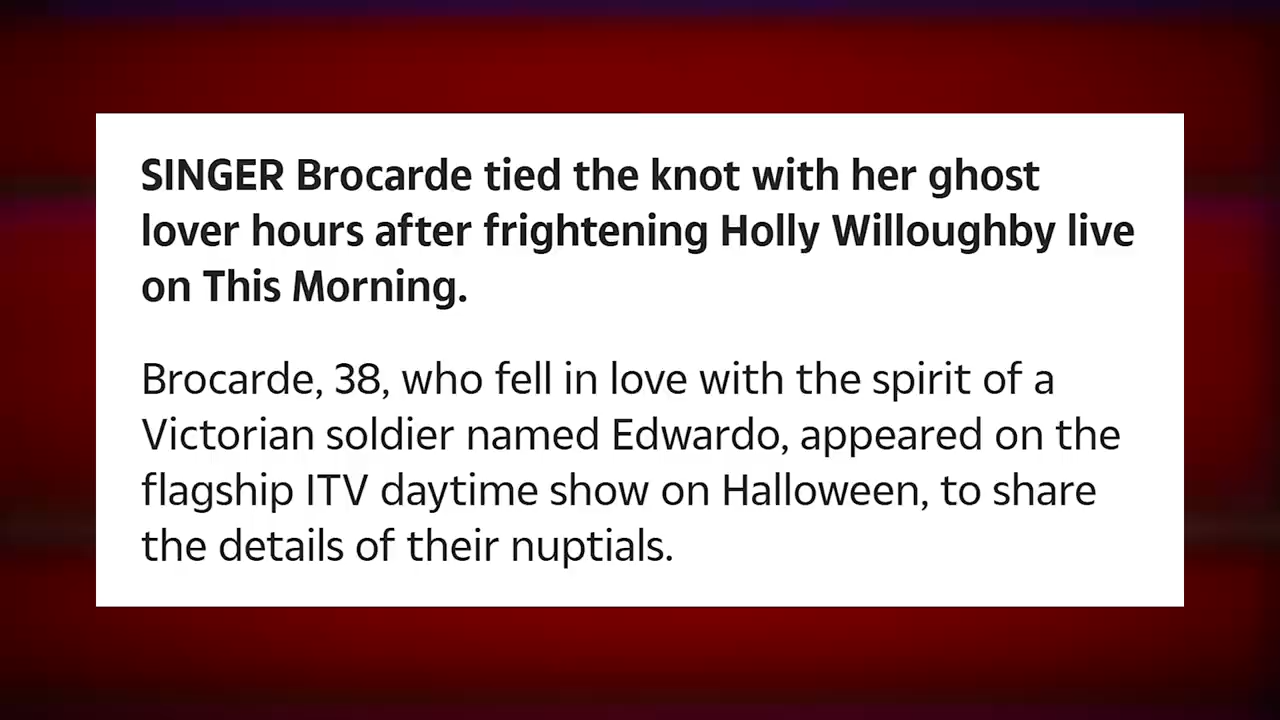 SINGER Brocarde tied the knot with her ghost
lover hours after frightening Holly Willoughby live
on This Morning.
Brocarde, 38, who fell in love with the spirit of a
Victorian soldier named Edwardo, appeared on the
flagship ITV daytime show on Halloween, to share
the details of their nuptials.